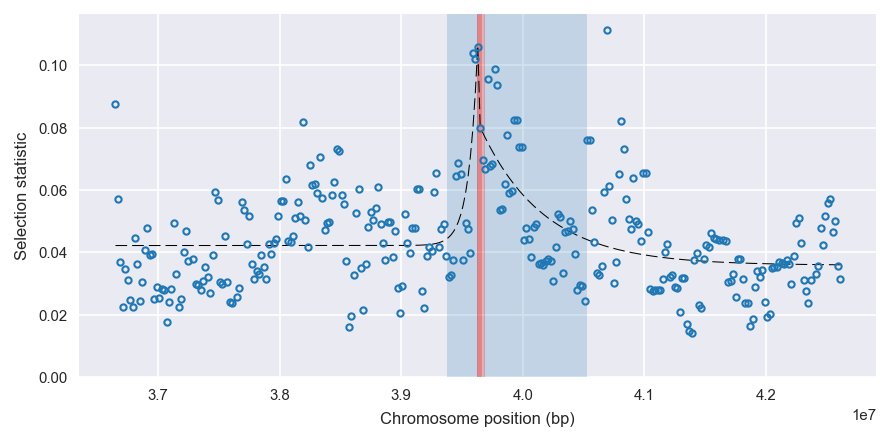 Selection statistic
0.10
0.08
0.06
0.04
0.02
0.00
3.7 3.8 3.9 4.0 4.1 4.2
1e7
Chromosome position (bp)